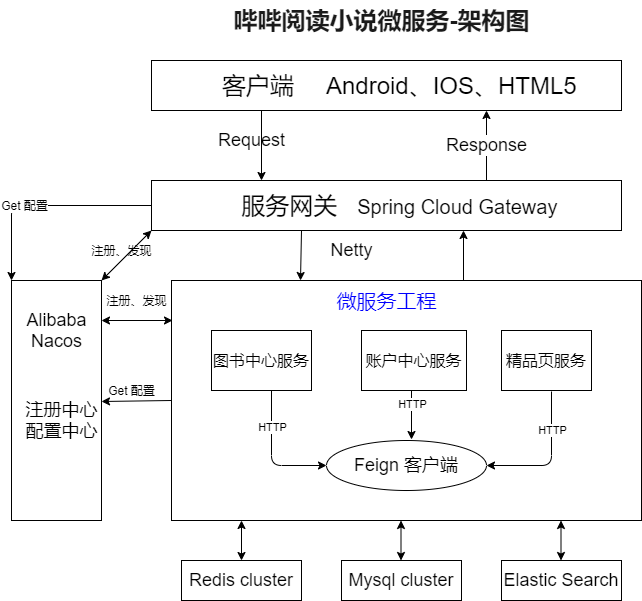 哔哔阅读小说微服务-架构图
客户端 Android、IOS、HTML5
Request
Response
服务网关 Spring Cloud Gateway
Get 配置
注册、发现
Netty
Alibaba
Nacos
注册中心
配置中心
注册、发现
Get 配置
微服务工程
图书中心服务
账户中心服务
精品页服务
HTTP
HTTP
HTTP
Feign 客户端
Redis cluster
Mysql cluster
Elastic Search